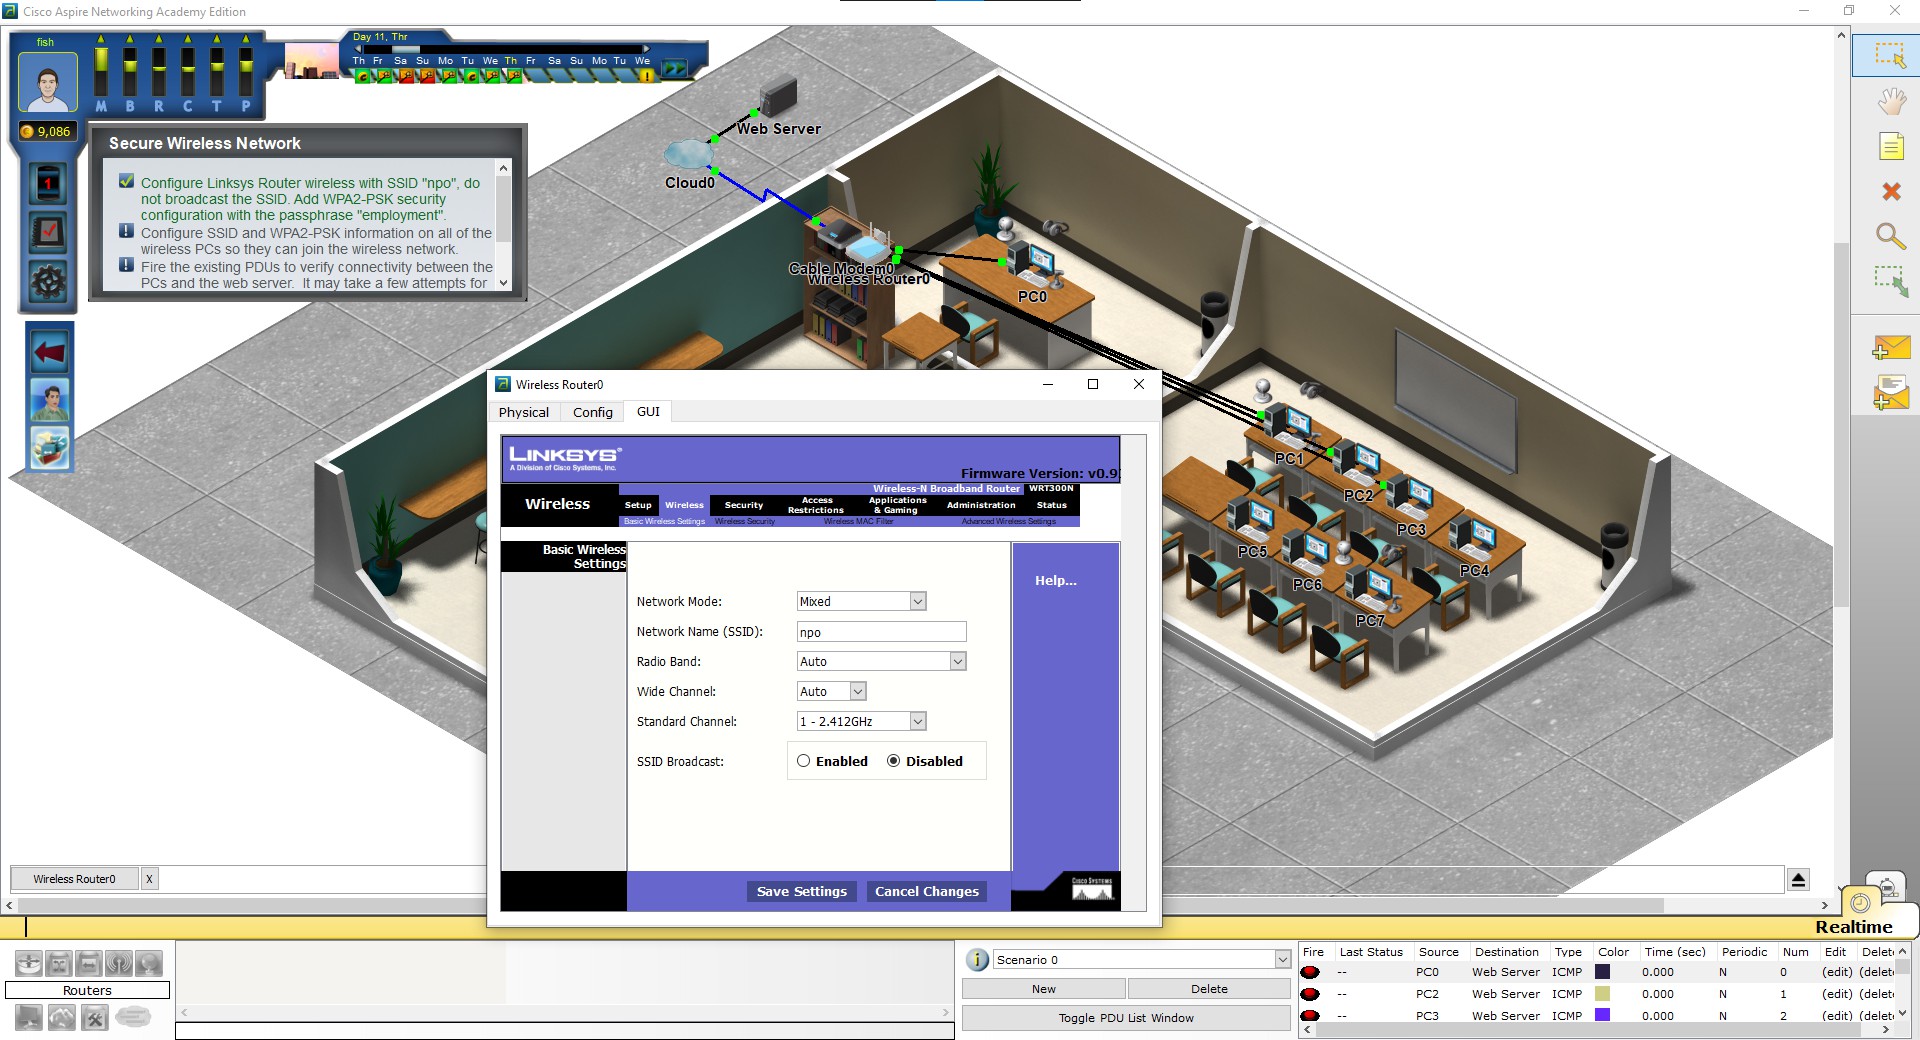 Cisco Aspire Networking Academy Edition
fish
M B R C T P
9,086
1
Day 11, Thr
Th Fr Sa Su Mo Tu We Th Fr Sa Su Mo Tu We
Secure Wireless Network
Configure Linksys Router wireless with SSID "npo", do
not broadcast the SSID. Add WPA2-PSK security
configuration with the passphrase "employment".
Configure SSID and WPA2-PSK information on all of the
wireless PCs so they can join the wireless network.
Fire the existing PDUs to verify connectivity between the
PCs and the web server. It may take a few attempts for
Web Server
Cloud0
Cable Modem0
Wireless Router0
PC0
PC1
PC2
PC3
PC4
PC5
PC6
PC7
Wireless Router0
Physical Config GUI
LINKSYS®
A Division of Cisco Systems, Inc.
Firmware Version: v0.9
Wireless-N Broadband Router WRT300N
Wireless
Setup Wireless Security Access Restrictions Applications & Gaming Administration Status
Basic Wireless Settings Wireless Security Wireless MAC Filter Advanced Wireless Settings
Basic Wireless
Settings
Help...
Network Mode: Mixed
Network Name (SSID): npo
Radio Band: Auto
Wide Channel: Auto
Standard Channel: 1 - 2.412GHz
SSID Broadcast: Enabled Disabled
Save Settings Cancel Changes
CISCO SYSTEMS
Wireless Router0 X
Realtime
Routers
Scenario 0
New Delete
Toggle PDU List Window
Fire Last Status Source Destination Type Color Time (sec) Periodic Num Edit Delet
-- PC0 Web Server ICMP 0.000 N 0 (edit) (delet
-- PC2 Web Server ICMP 0.000 N 1 (edit) (delet
-- PC3 Web Server ICMP 0.000 N 2 (edit) (delet